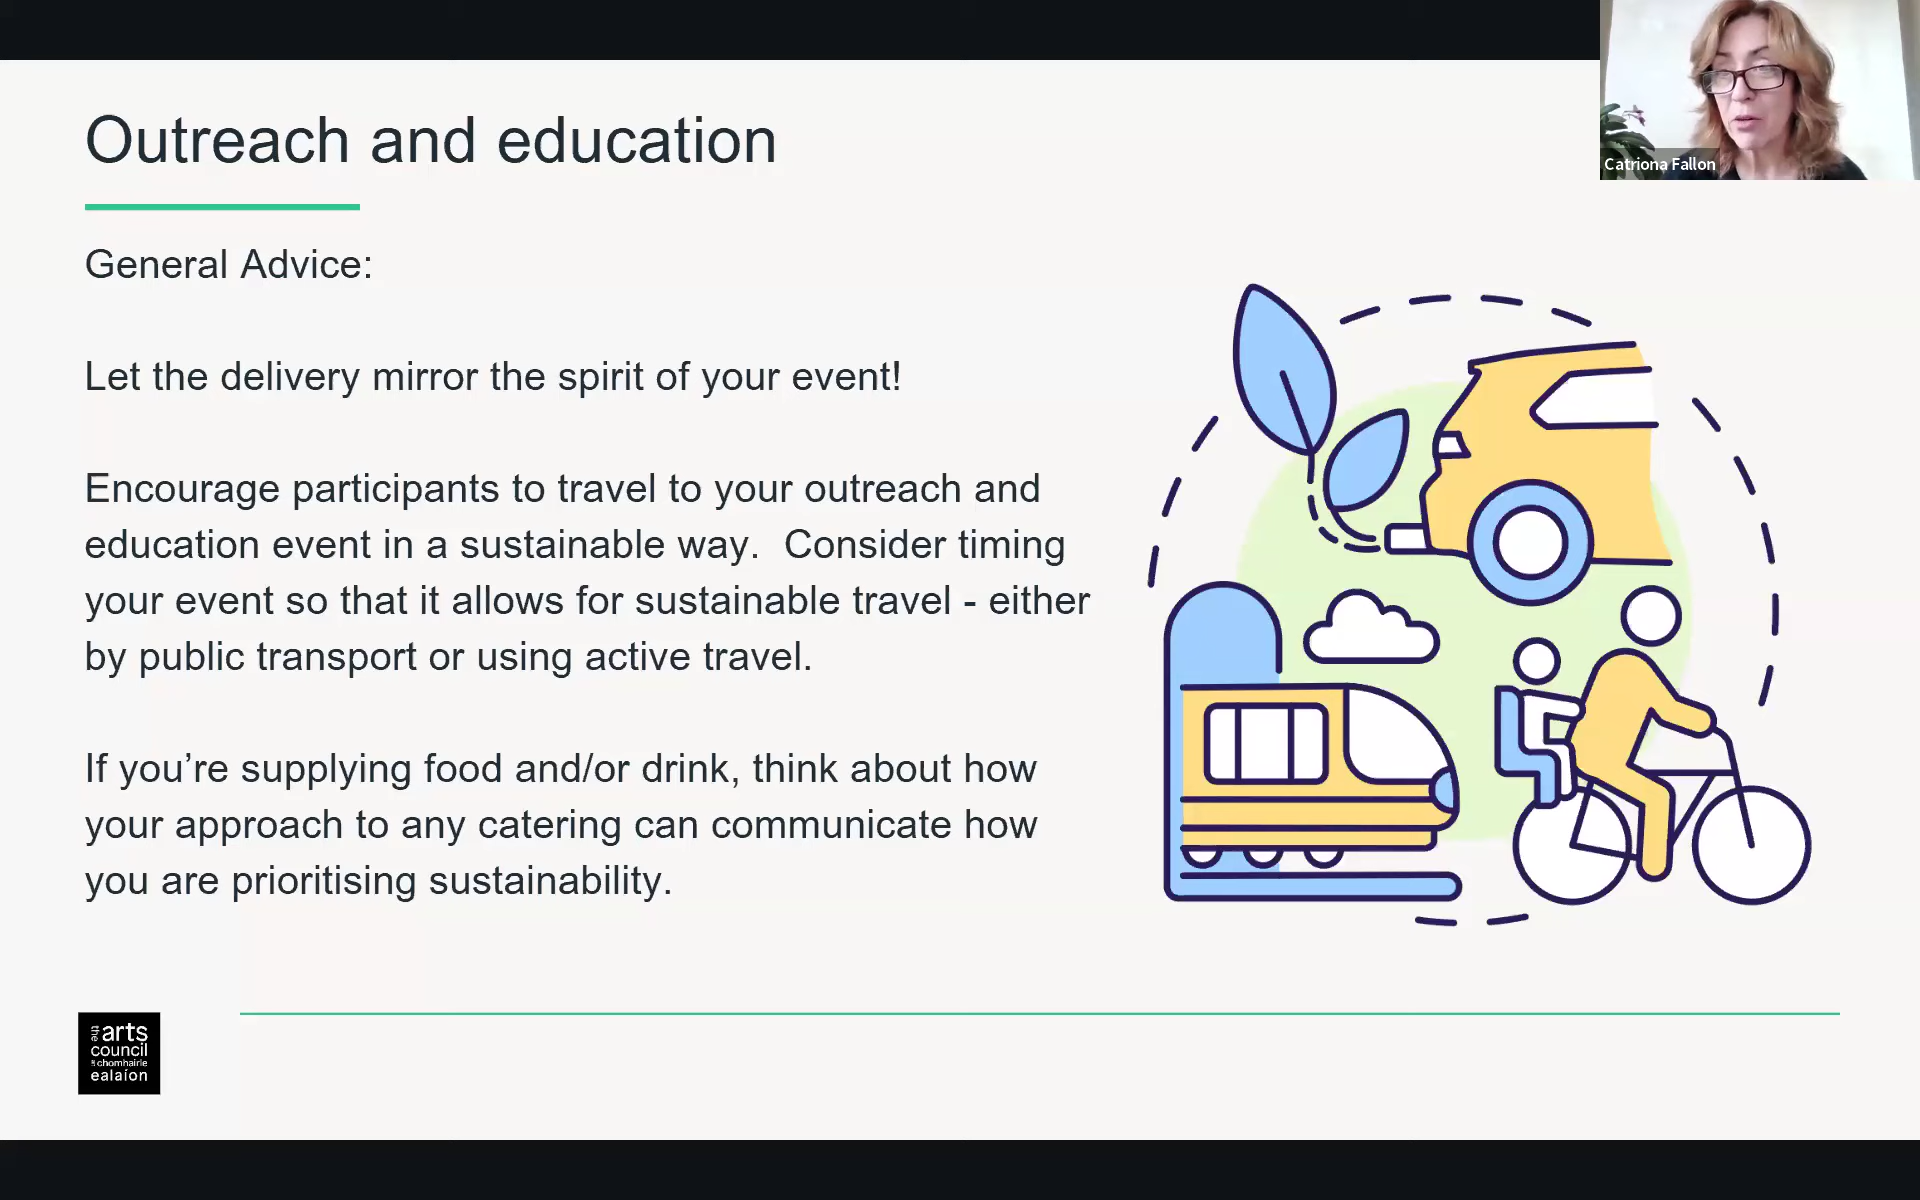 Outreach and education
Catriona Fallon
General Advice:
Let the delivery mirror the spirit of your event!
Encourage participants to travel to your outreach and
education event in a sustainable way.  Consider timing
your event so that it allows for sustainable travel - either
by public transport or using active travel.
If you’re supplying food and/or drink, think about how
your approach to any catering can communicate how
you are prioritising sustainability.
the arts
council
chomhairle
ealaíon